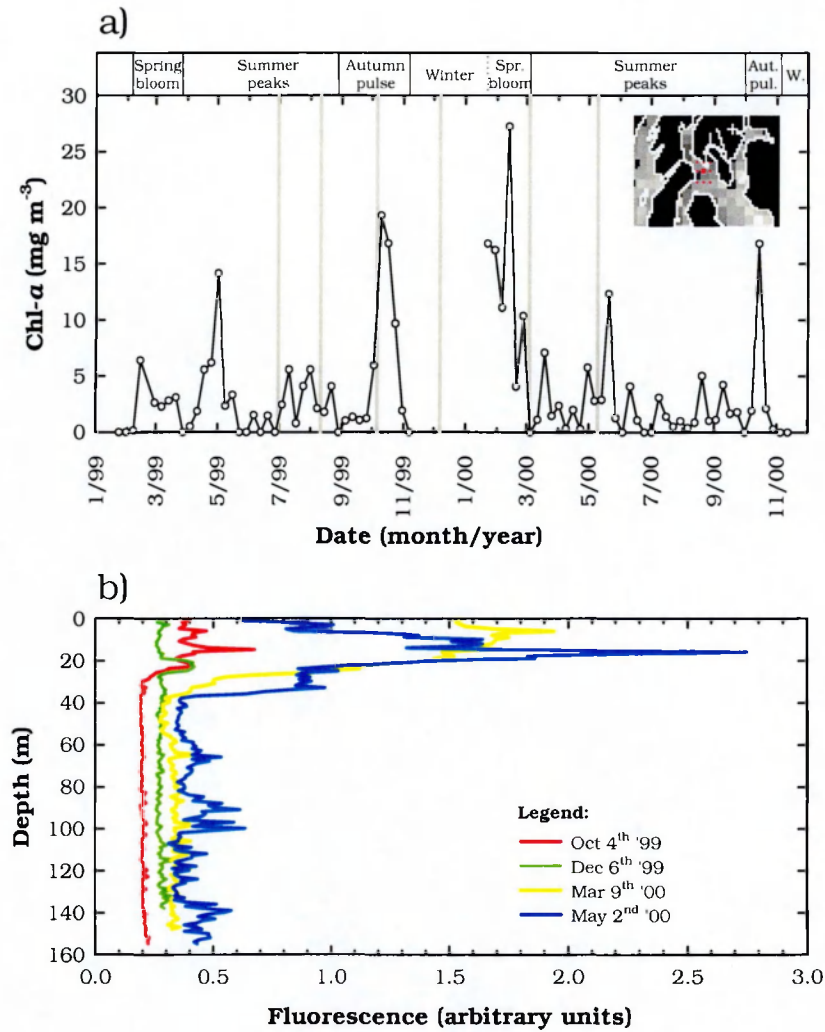 a)
Spring bloom
Summer peaks
Autumn pulse
Winter
Spr. bloom
Summer peaks
Aut. pul.
W.
30
25
20
15
10
5
0
Chl-a (mg m⁻³)
1/99
3/99
5/99
7/99
9/99
11/99
1/00
3/00
5/00
7/00
9/00
11/00
Date (month/year)
b)
0
20
40
60
80
100
120
140
160
Depth (m)
Legend:
Oct 4th '99
Dec 6th '99
Mar 9th '00
May 2nd '00
0.0
0.5
1.0
1.5
2.0
2.5
3.0
Fluorescence (arbitrary units)